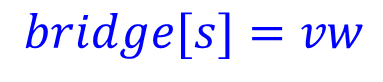 bridge[s] = vw